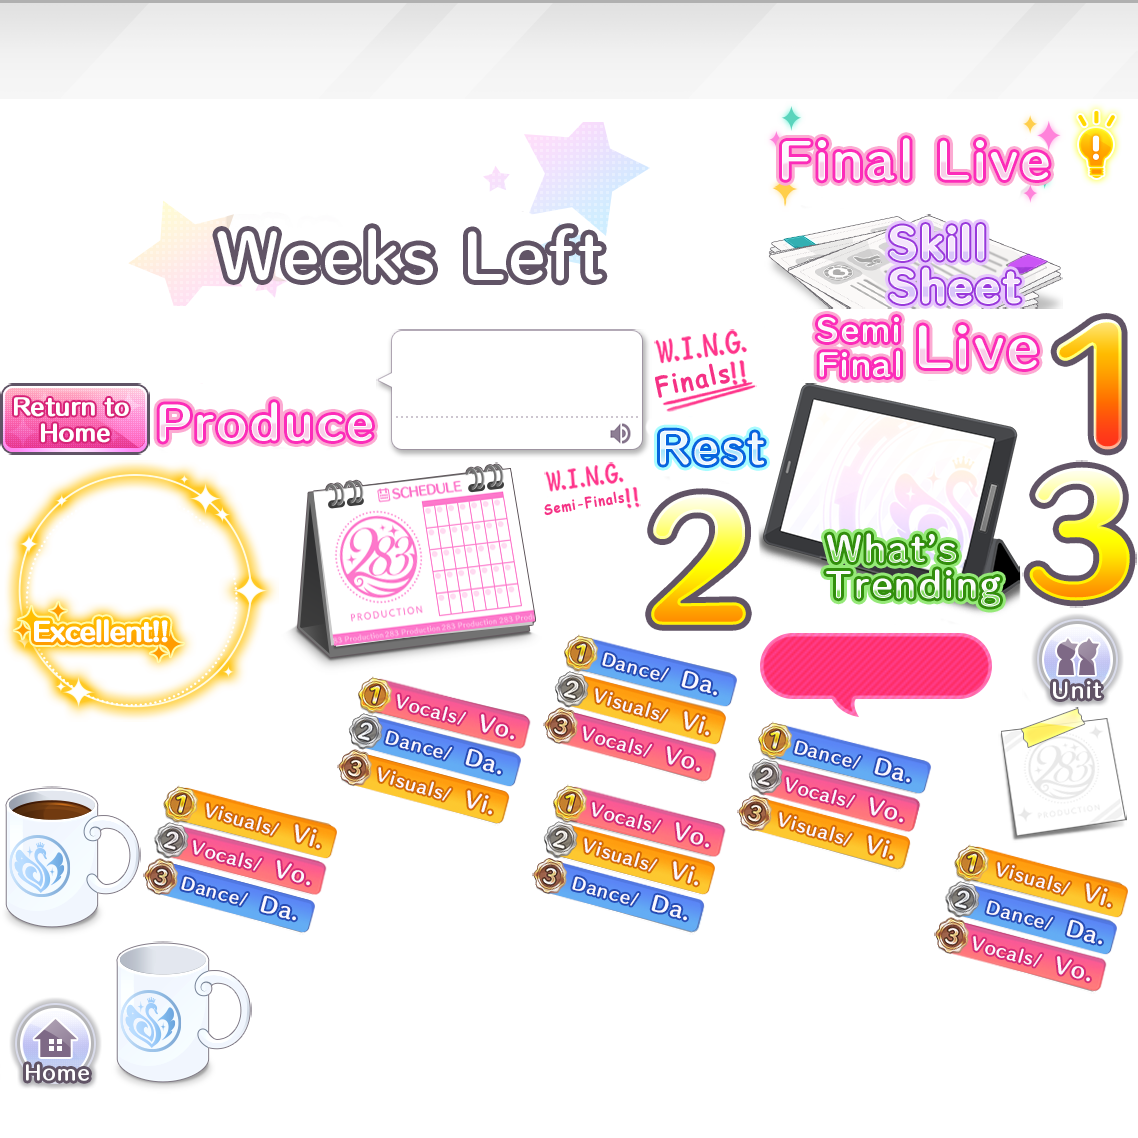 Final Live
Weeks Left
Skill
Sheet
Semi
Final Live
1
W.I.N.G.
Finals!!
Return to
Home
Produce
Rest
W.I.N.G.
Semi-Finals!!
SCHEDULE
283
PRODUCTION
283 Production 283 Production 283 Production 283 Prod
2
3
What's
Trending
Excellent!!
Unit
1 Dance/ Da.
2 Visuals/ Vi.
3 Vocals/ Vo.
1 Vocals/ Vo.
2 Dance/ Da.
3 Visuals/ Vi.
1 Dance/ Da.
2 Vocals/ Vo.
3 Visuals/ Vi.
283
PRODUCTION
1 Visuals/ Vi.
2 Vocals/ Vo.
3 Dance/ Da.
1 Vocals/ Vo.
2 Visuals/ Vi.
3 Dance/ Da.
1 Visuals/ Vi.
2 Dance/ Da.
3 Vocals/ Vo.
Home